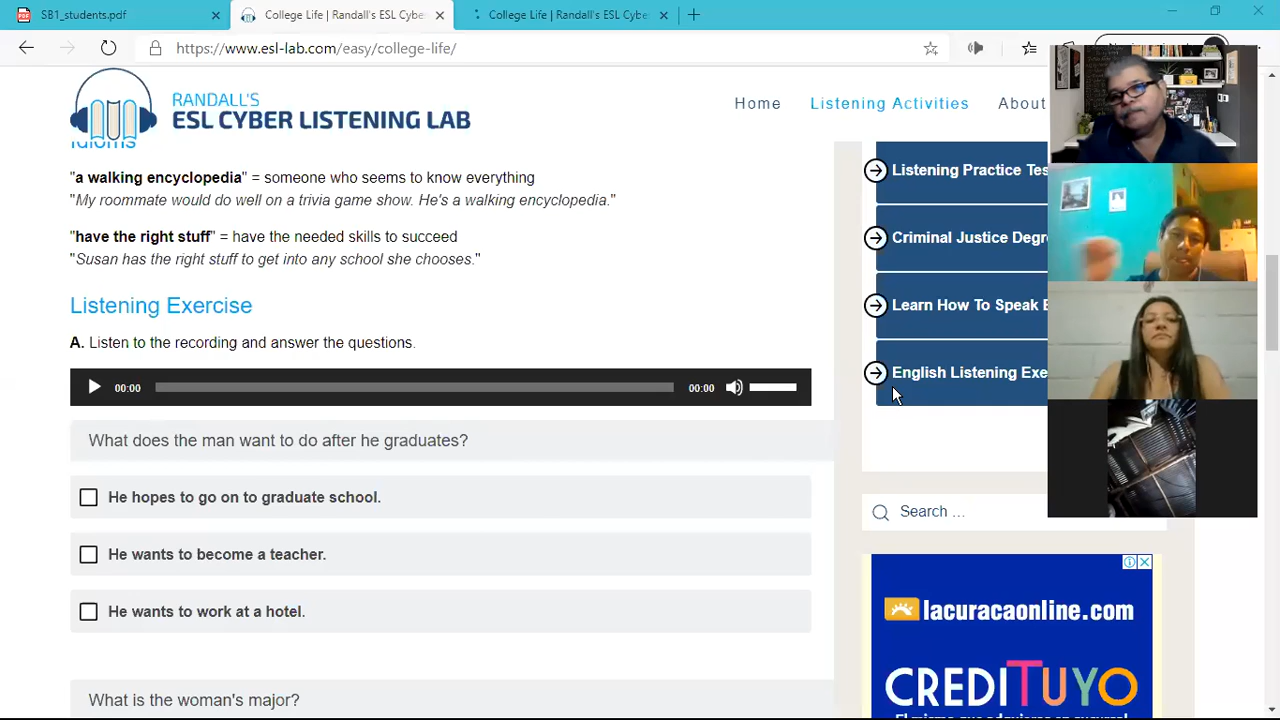 SB1_students.pdf
College Life | Randall's ESL Cybe
College Life | Randall's ESL Cybe
https://www.esl-lab.com/easy/college-life/
RANDALL'S
ESL CYBER LISTENING LAB
Home
Listening Activities
About
Idioms
"a walking encyclopedia" = someone who seems to know everything
"My roommate would do well on a trivia game show. He's a walking encyclopedia."
"have the right stuff" = have the needed skills to succeed
"Susan has the right stuff to get into any school she chooses."
Listening Exercise
A. Listen to the recording and answer the questions.
00:00
00:00
What does the man want to do after he graduates?
He hopes to go on to graduate school.
He wants to become a teacher.
He wants to work at a hotel.
What is the woman's major?
Listening Practice Tes
Criminal Justice Degr
Learn How To Speak E
English Listening Exe
Search ...
lacuracaonline.com
CREDITUYO